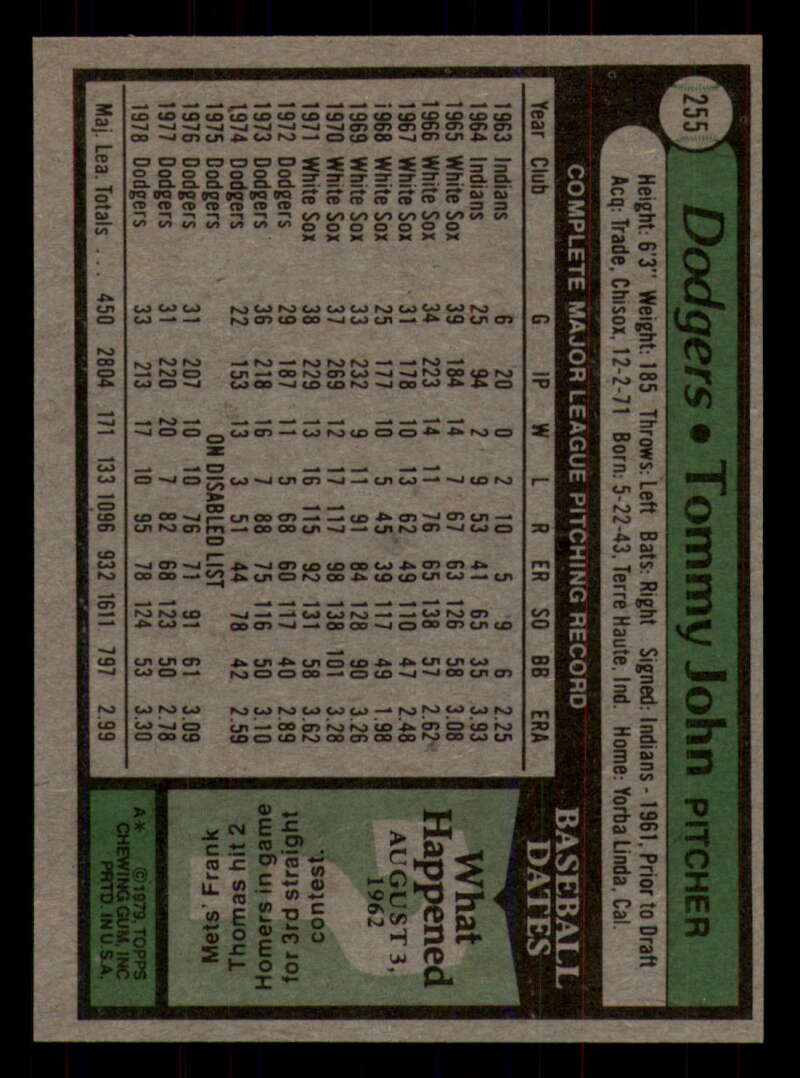 255
Dodgers • Tommy John PITCHER
Height: 6'3" Weight: 185 Throws: Left Bats: Right Signed: Indians - 1961, Prior to Draft
Acq: Trade, Chisox, 12-2-71 Born: 5-22-43, Terre Haute, Ind. Home: Yorba Linda, Cal.
COMPLETE MAJOR LEAGUE PITCHING RECORD
Year Club G IP W L R ER SO BB ERA
1963 Indians 6 20 0 2 10 5 9 6 2.25
1964 Indians 25 94 2 9 53 41 65 35 3.93
1965 White Sox 39 184 14 7 67 63 126 58 3.08
1966 White Sox 34 223 14 11 76 65 138 57 2.62
1967 White Sox 31 178 10 13 62 49 110 47 2.48
1968 White Sox 25 177 10 5 45 39 117 49 1.98
1969 White Sox 33 232 9 11 91 84 128 90 3.26
1970 White Sox 37 269 12 17 117 98 138 101 3.28
1971 White Sox 38 229 13 16 115 92 131 58 3.62
1972 Dodgers 29 187 11 5 68 60 117 40 2.89
1973 Dodgers 36 218 16 7 88 75 116 50 3.10
1974 Dodgers 22 153 13 3 51 44 78 42 2.59
1975 Dodgers ON DISABLED LIST
1976 Dodgers 31 207 10 10 76 71 91 61 3.09
1977 Dodgers 31 220 20 7 82 68 123 50 2.78
1978 Dodgers 33 213 17 10 95 78 124 53 3.30
Maj. Lea. Totals . . . 450 2804 171 133 1096 932 1611 797 2.99
BASEBALL
DATES
What
Happened
AUGUST 3,
1962
Mets' Frank
Thomas hit 2
Homers in game
for 3rd straight
contest.
A* ©1979, TOPPS
CHEWING GUM, INC
PRTD. IN U.S.A.